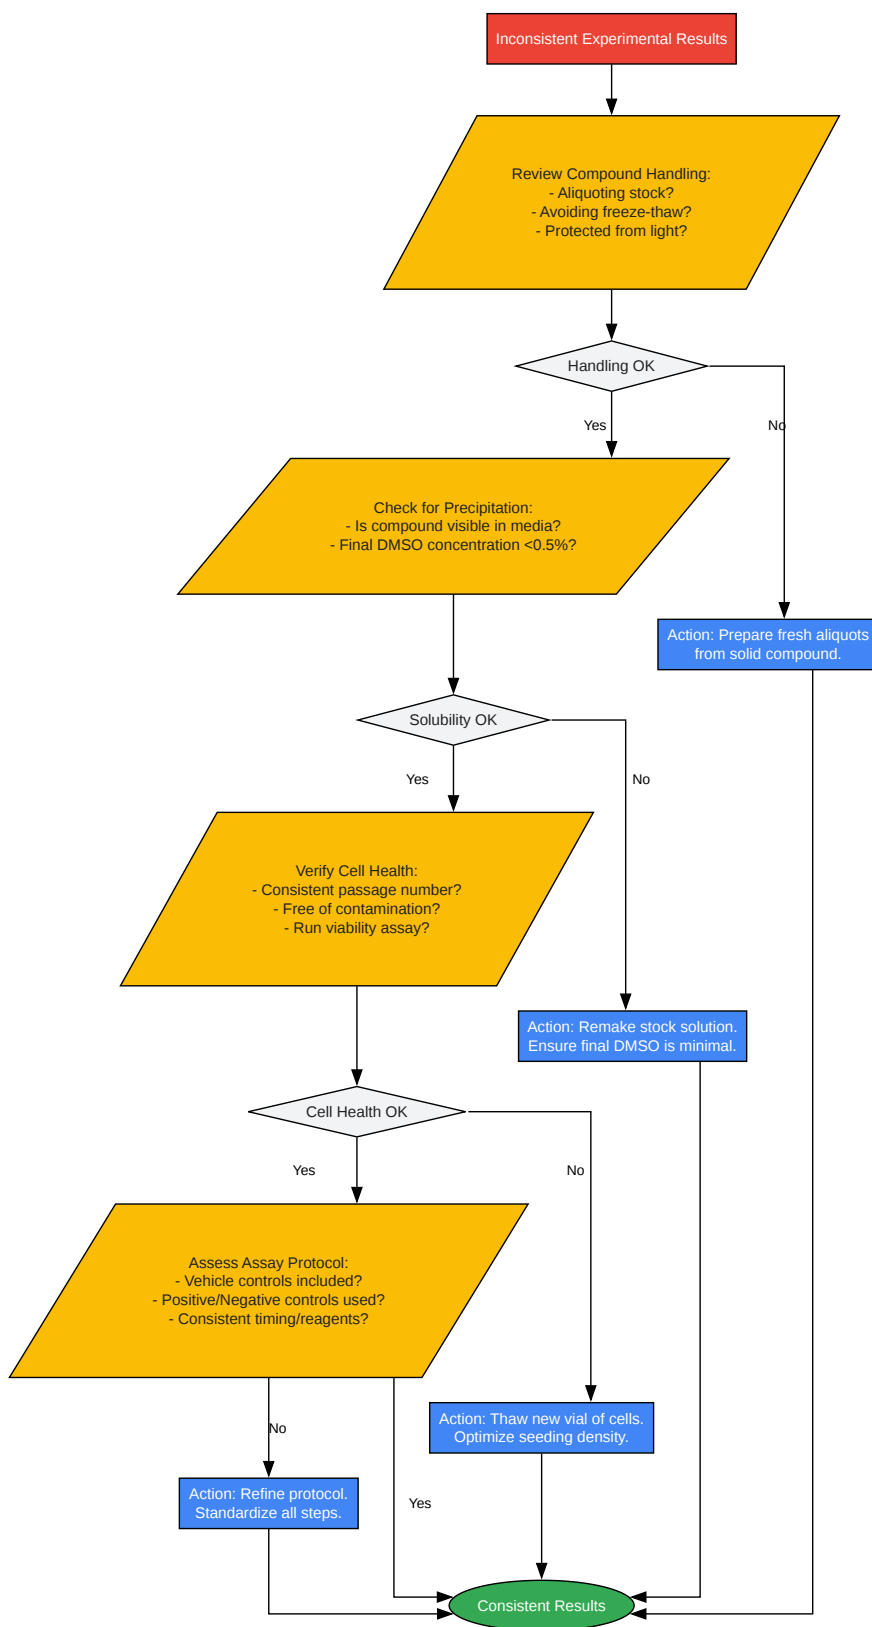 Inconsistent Experimental Results
Review Compound Handling:
- Aliquoting stock?
- Avoiding freeze-thaw?
- Protected from light?
Handling OK
Yes
No
Check for Precipitation:
- Is compound visible in media?
- Final DMSO concentration <0.5%?
Action: Prepare fresh aliquots
from solid compound.
Solubility OK
Yes
No
Verify Cell Health:
- Consistent passage number?
- Free of contamination?
- Run viability assay?
Action: Remake stock solution.
Ensure final DMSO is minimal.
Cell Health OK
Yes
No
Assess Assay Protocol:
- Vehicle controls included?
- Positive/Negative controls used?
- Consistent timing/reagents?
Action: Thaw new vial of cells.
Optimize seeding density.
No
Action: Refine protocol.
Standardize all steps.
Yes
Consistent Results